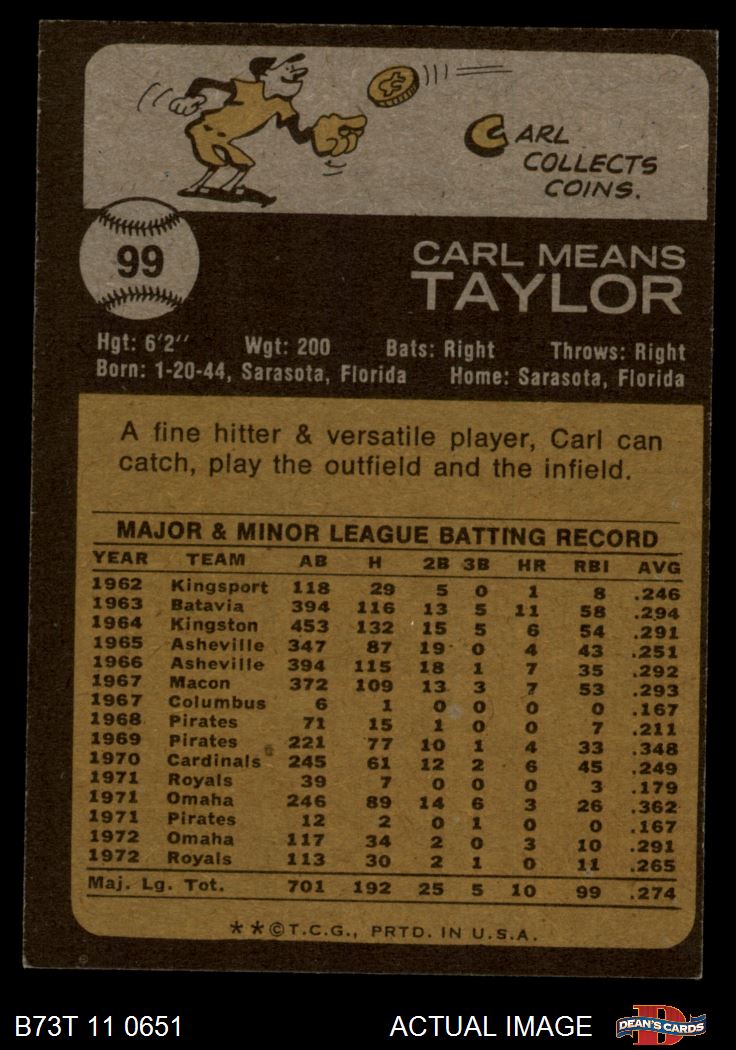 CARL
COLLECTS
COINS.
99
CARL MEANS
TAYLOR
Hgt: 6'2" Wgt: 200 Bats: Right Throws: Right
Born: 1-20-44, Sarasota, Florida Home: Sarasota, Florida
A fine hitter & versatile player, Carl can
catch, play the outfield and the infield.
MAJOR & MINOR LEAGUE BATTING RECORD
YEAR TEAM AB H 2B 3B HR RBI AVG
1962 Kingsport 118 29 5 0 1 8 .246
1963 Batavia 394 116 13 5 11 58 .294
1964 Kingston 453 132 15 5 6 54 .291
1965 Asheville 347 87 19 0 4 43 .251
1966 Asheville 394 115 18 1 7 35 .292
1967 Macon 372 109 13 3 7 53 .293
1967 Columbus 6 1 0 0 0 0 .167
1968 Pirates 71 15 1 0 0 7 .211
1969 Pirates 221 77 10 1 4 33 .348
1970 Cardinals 245 61 12 2 6 45 .249
1971 Royals 39 7 0 0 0 3 .179
1971 Omaha 246 89 14 6 3 26 .362
1971 Pirates 12 2 0 1 0 0 .167
1972 Omaha 117 34 2 0 3 10 .291
1972 Royals 113 30 2 1 0 11 .265
Maj. Lg. Tot. 701 192 25 5 10 99 .274
**©T.C.G., PRTD. IN U.S.A.
B73T 11 0651 ACTUAL IMAGE DEAN'S CARDS